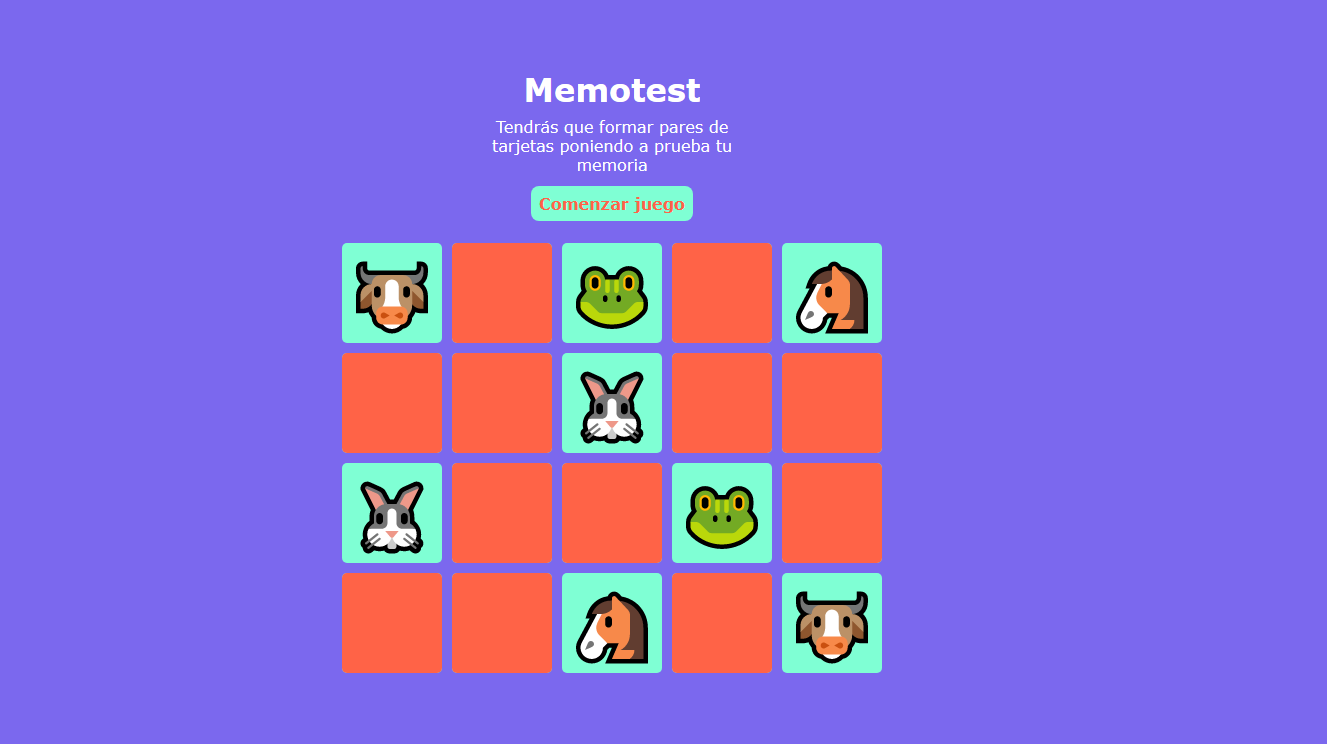 Memotest
Tendrás que formar pares de
tarjetas poniendo a prueba tu
memoria
Comenzar juego